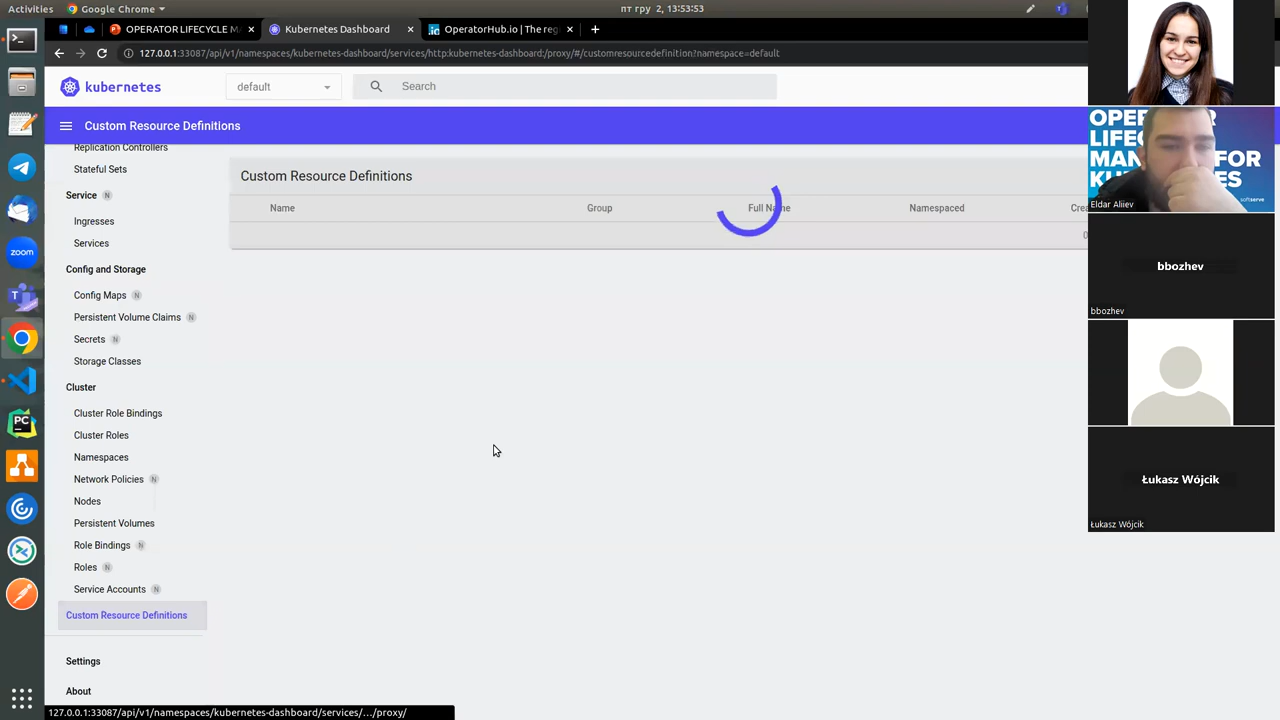 Activities
Google Chrome
пт гру 2, 13:53:53
OPERATOR LIFECYCLE MA
Kubernetes Dashboard
OperatorHub.io | The reg
127.0.0.1:33087/api/v1/namespaces/kubernetes-dashboard/services/http:kubernetes-dashboard:/proxy/#/customresourcedefinition?namespace=default
kubernetes
default
Search
Custom Resource Definitions
Replication Controllers
Stateful Sets
Service N
Ingresses
Services
Config and Storage
Config Maps N
Persistent Volume Claims N
Secrets N
Storage Classes
Cluster
Cluster Role Bindings
Cluster Roles
Namespaces
Network Policies N
Nodes
Persistent Volumes
Role Bindings N
Roles N
Service Accounts N
Custom Resource Definitions
Settings
About
Custom Resource Definitions
Name
Group
Full Name
Namespaced
Crea
0
127.0.0.1:33087/api/v1/namespaces/kubernetes-dashboard/services/…/proxy/
zoom
PC
softserve
Eldar Aliiev
bbozhev
bbozhev
Łukasz Wójcik
Łukasz Wójcik